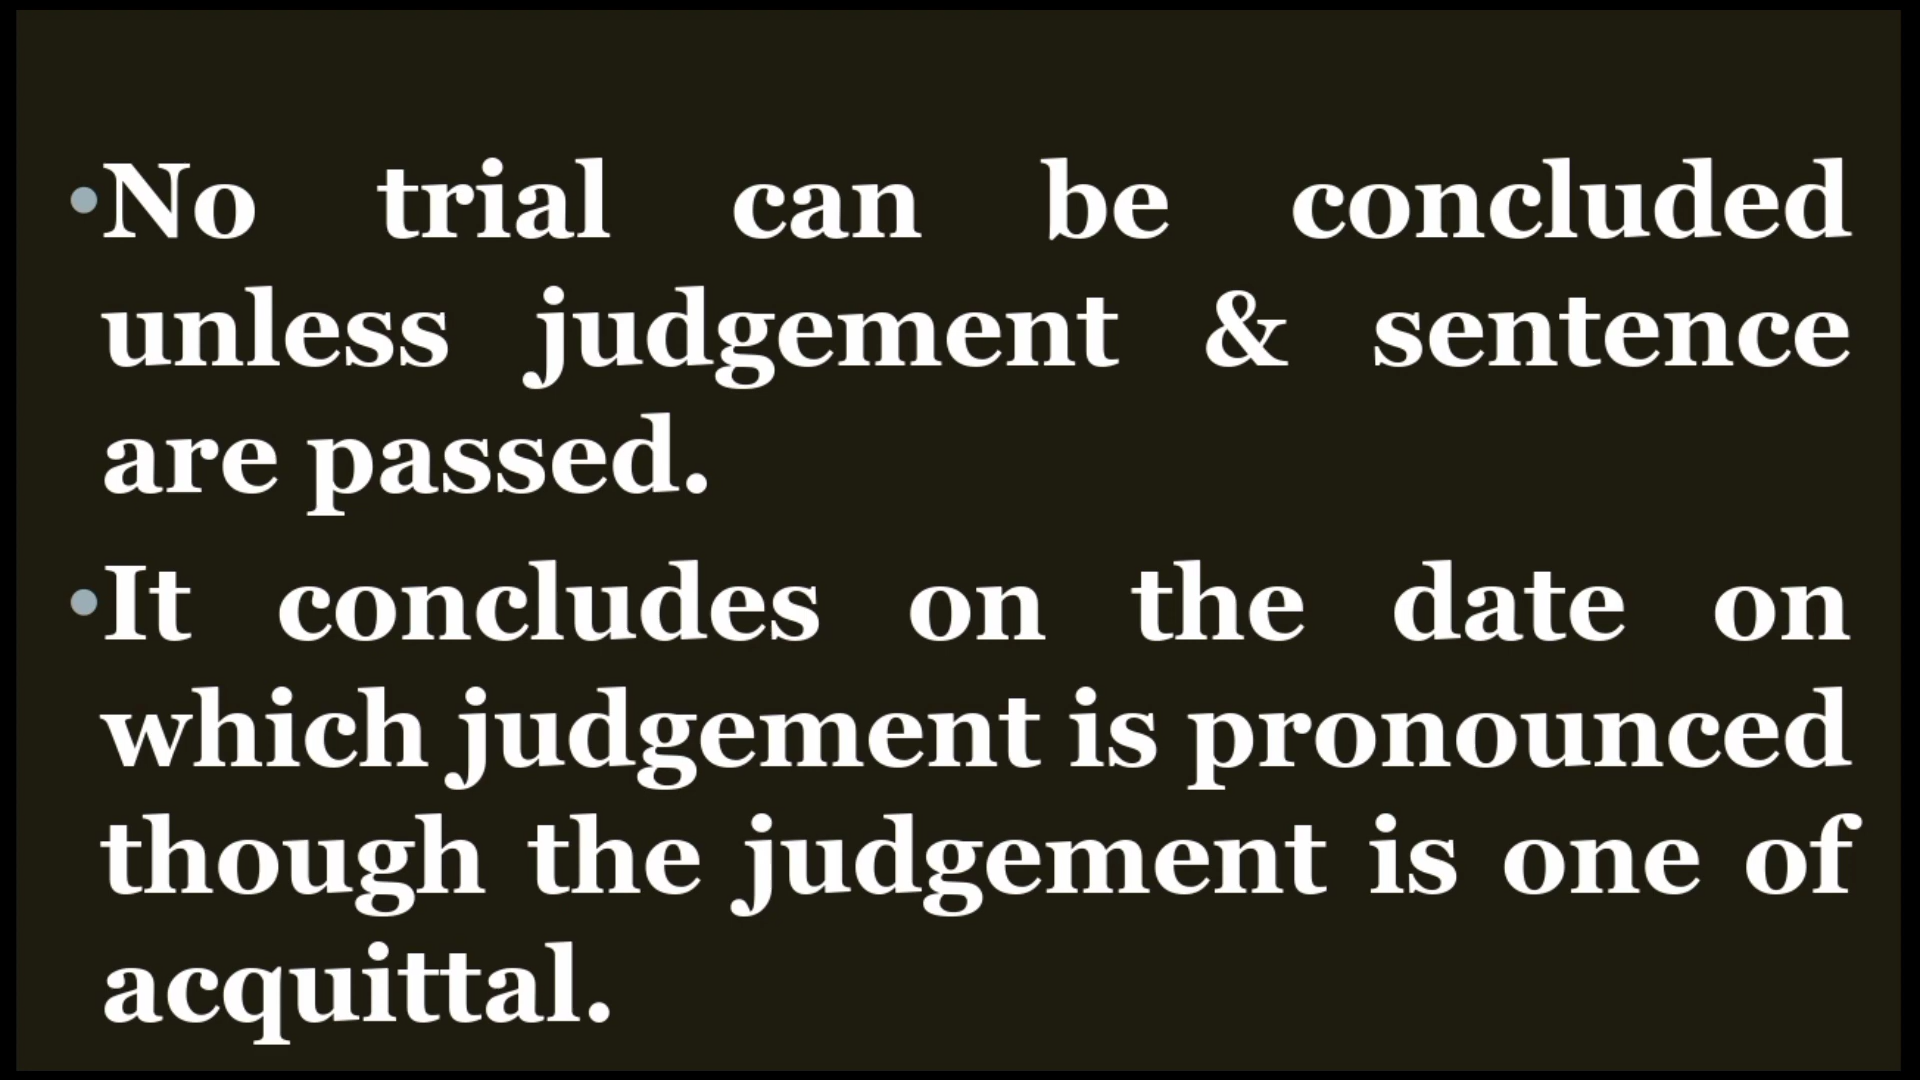 •No trial can be concluded
unless judgement & sentence
are passed.
•It concludes on the date on
which judgement is pronounced
though the judgement is one of
acquittal.